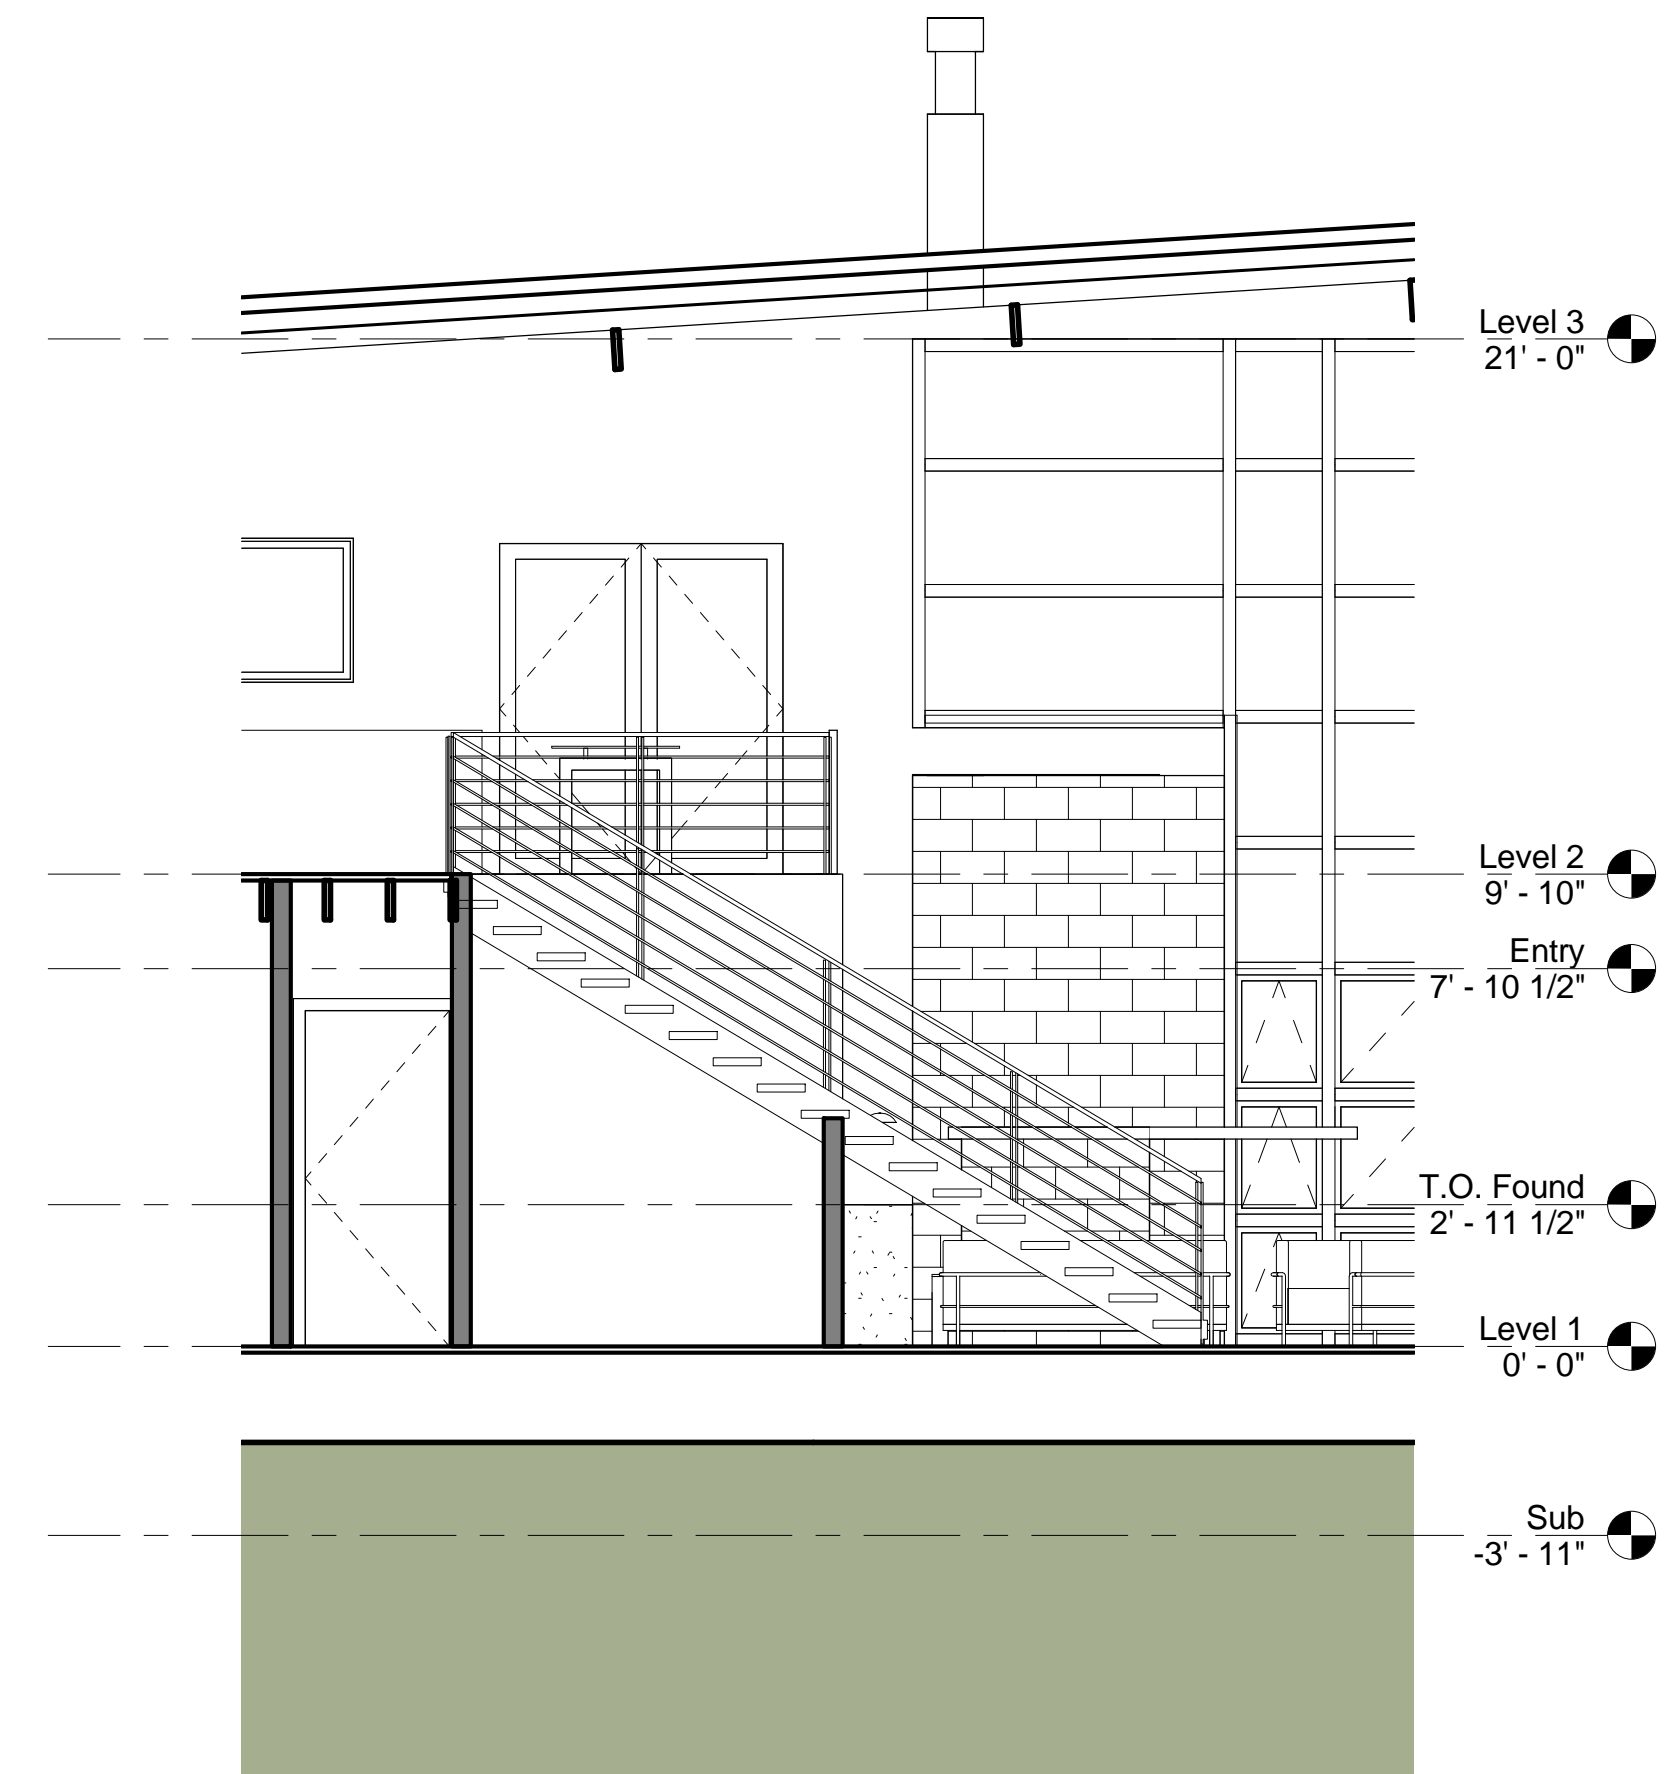 Level 3
21' - 0"
Level 2
9' - 10"
Entry
7' - 10 1/2"
T.O. Found
2' - 11 1/2"
Level 1
0' - 0"
Sub
-3' - 11"